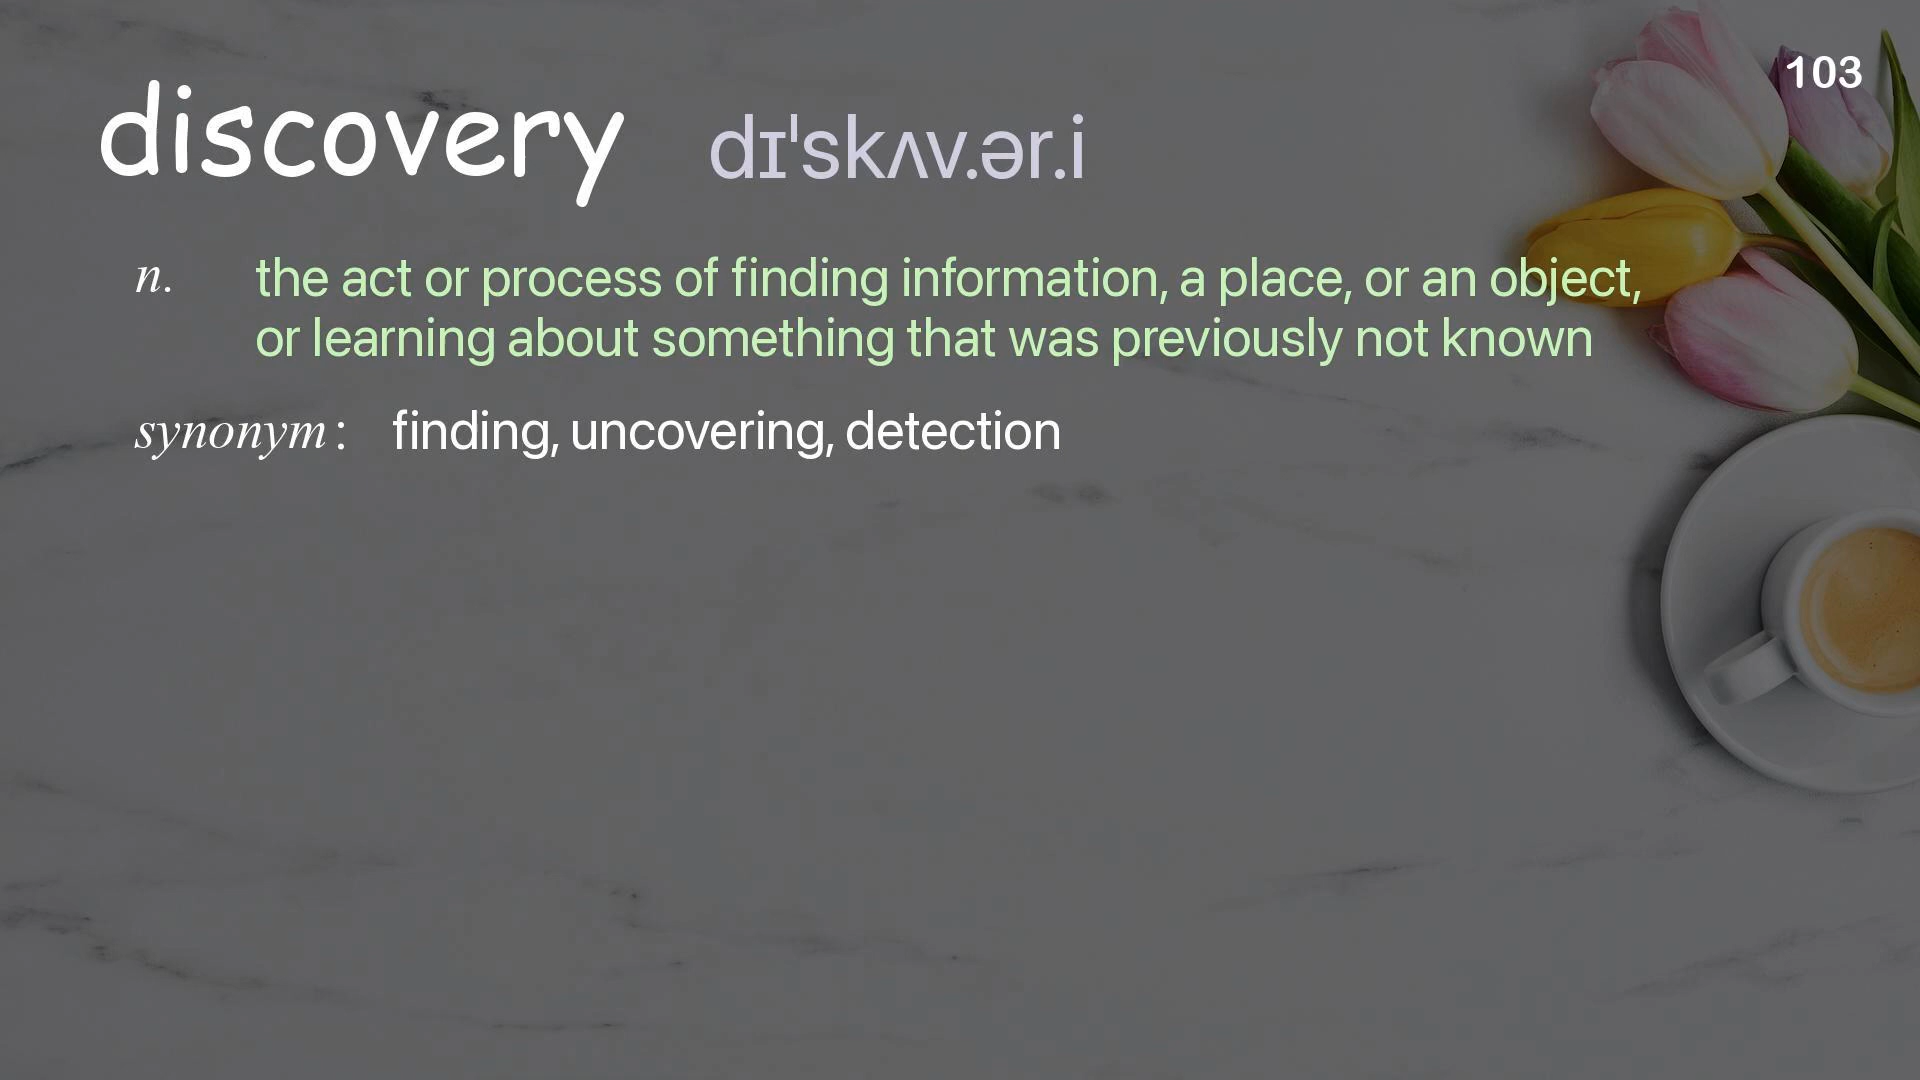 103
discovery dɪˈskʌv.ər.i
n. the act or process of finding information, a place, or an object,
or learning about something that was previously not known
synonym: finding, uncovering, detection